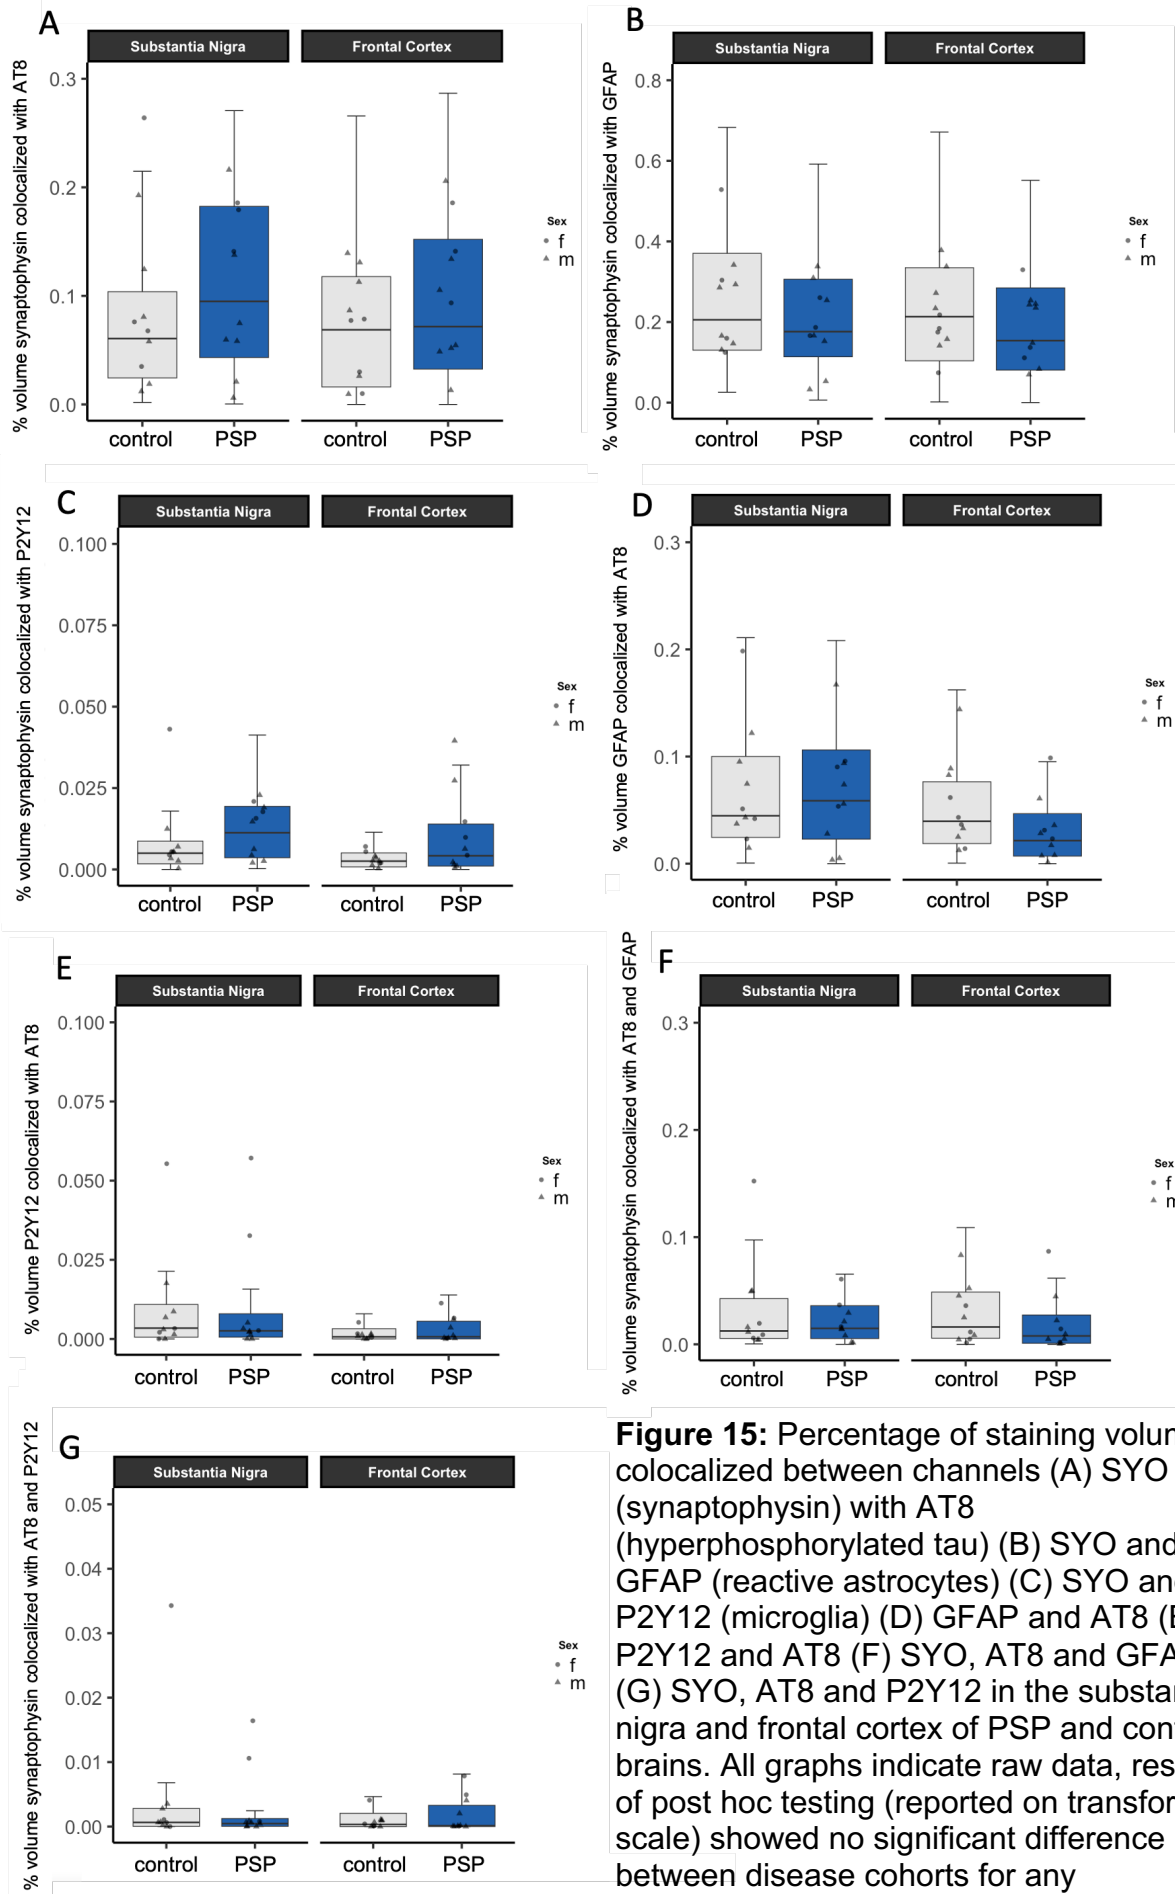 A
Substantia Nigra
Frontal Cortex
% volume synaptophysin colocalized with AT8
0.3
0.2
0.1
0.0
control
PSP
control
PSP
Sex
f
m
B
Substantia Nigra
Frontal Cortex
% volume synaptophysin colocalized with GFAP
0.8
0.6
0.4
0.2
0.0
control
PSP
control
PSP
Sex
f
m
C
Substantia Nigra
Frontal Cortex
% volume synaptophysin colocalized with P2Y12
0.100
0.075
0.050
0.025
0.000
control
PSP
control
PSP
Sex
f
m
D
Substantia Nigra
Frontal Cortex
% volume GFAP colocalized with AT8
0.3
0.2
0.1
0.0
control
PSP
control
PSP
Sex
f
m
E
Substantia Nigra
Frontal Cortex
% volume P2Y12 colocalized with AT8
0.100
0.075
0.050
0.025
0.000
control
PSP
control
PSP
Sex
f
m
F
Substantia Nigra
Frontal Cortex
% volume synaptophysin colocalized with AT8 and GFAP
0.3
0.2
0.1
0.0
control
PSP
control
PSP
Sex
f
m
G
Substantia Nigra
Frontal Cortex
% volume synaptophysin colocalized with AT8 and P2Y12
0.05
0.04
0.03
0.02
0.01
0.00
control
PSP
control
PSP
Sex
f
m
Figure 15: Percentage of staining
colocalized between channels (A) SYO
(synaptophysin) with AT8
(hyperphosphorylated tau) (B) SYO and
GFAP (reactive astrocytes) (C) SYO
P2Y12 (microglia) (D) GFAP and AT8
P2Y12 and AT8 (F) SYO, AT8 and
(G) SYO, AT8 and P2Y12 in the
nigra and frontal cortex of PSP and
brains. All graphs indicate raw data,
of post hoc testing (reported on
scale) showed no significant difference
between disease cohorts for any